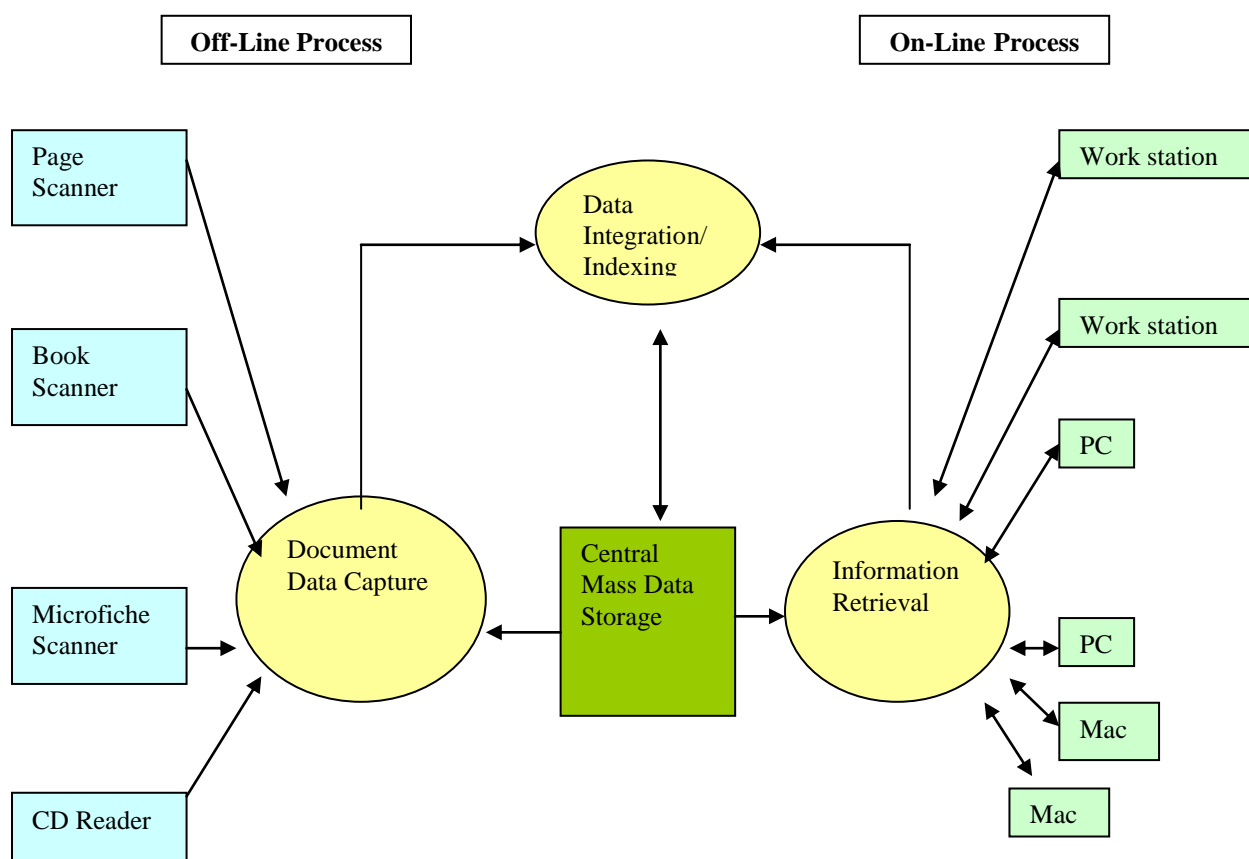 Off-Line Process
On-Line Process
Page
Scanner
Data
Integration/
Indexing
Work station
Book
Scanner
Work station
PC
Document
Data Capture
Central
Mass Data
Storage
Information
Retrieval
Microfiche
Scanner
PC
Mac
CD Reader
Mac